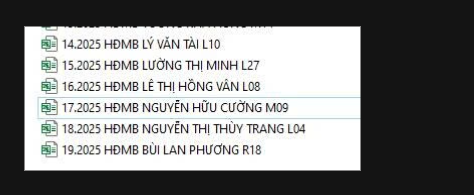 14.2025 HĐMB LÝ VĂN TÀI L10
15.2025 HĐMB LƯỜNG THỊ MINH L27
16.2025 HĐMB LÊ THỊ HỒNG VÂN L08
17.2025 HĐMB NGUYỄN HỮU CƯỜNG M09
18.2025 HĐMB NGUYỄN THỊ THÙY TRANG L04
19.2025 HĐMB BÙI LAN PHƯƠNG R18